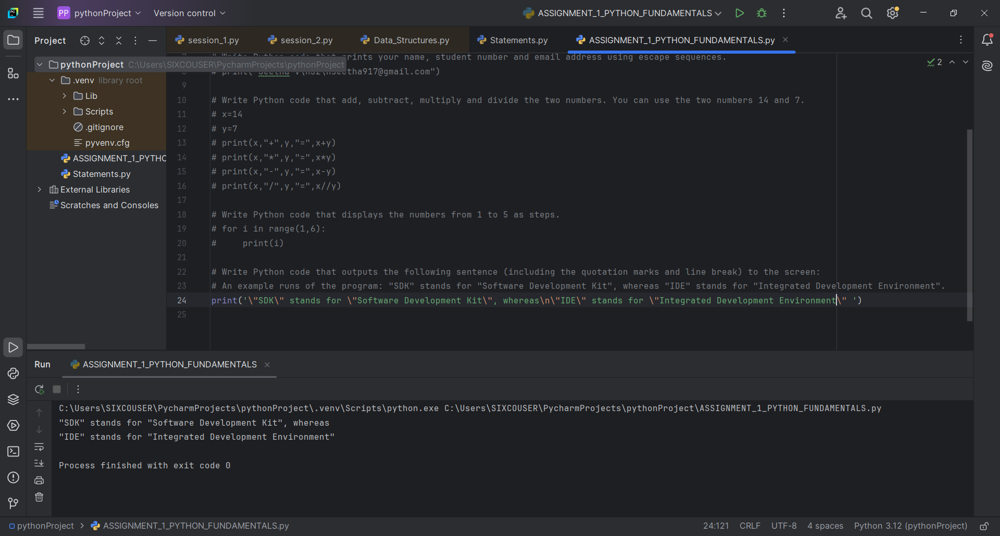 PP pythonProject Version control ASSIGNMENT_1_PYTHON_FUNDAMENTALS
Project
session_1.py session_2.py Data_Structures.py Statements.py ASSIGNMENT_1_PYTHON_FUNDAMENTALS.py
pythonProject C:\Users\SIXCOUSER\PycharmProjects\pythonProject
.venv library root
Lib
Scripts
.gitignore
pyvenv.cfg
ASSIGNMENT_1_PYTHO
Statements.py
External Libraries
Scratches and Consoles
2
# Write Python code that prints your name, student number and email address using escape sequences.
# print("Seetha V\n32\nseetha917@gmail.com")
9
10 # Write Python code that add, subtract, multiply and divide the two numbers. You can use the two numbers 14 and 7.
11 # x=14
12 # y=7
13 # print(x,"+",y,"=",x+y)
14 # print(x,"*",y,"=",x*y)
15 # print(x,"-",y,"=",x-y)
16 # print(x,"/",y,"=",x//y)
17
18 # Write Python code that displays the numbers from 1 to 5 as steps.
19 # for i in range(1,6):
20 #     print(i)
21
22 # Write Python code that outputs the following sentence (including the quotation marks and line break) to the screen:
23 # An example runs of the program: "SDK" stands for "Software Development Kit", whereas "IDE" stands for "Integrated Development Environment".
24 print('\"SDK\" stands for \"Software Development Kit\", whereas\n\"IDE\" stands for \"Integrated Development Environment\" ')
25
Run ASSIGNMENT_1_PYTHON_FUNDAMENTALS
C:\Users\SIXCOUSER\PycharmProjects\pythonProject\.venv\Scripts\python.exe C:\Users\SIXCOUSER\PycharmProjects\pythonProject\ASSIGNMENT_1_PYTHON_FUNDAMENTALS.py
"SDK" stands for "Software Development Kit", whereas
"IDE" stands for "Integrated Development Environment"
Process finished with exit code 0
pythonProject > ASSIGNMENT_1_PYTHON_FUNDAMENTALS.py 24:121 CRLF UTF-8 4 spaces Python 3.12 (pythonProject)